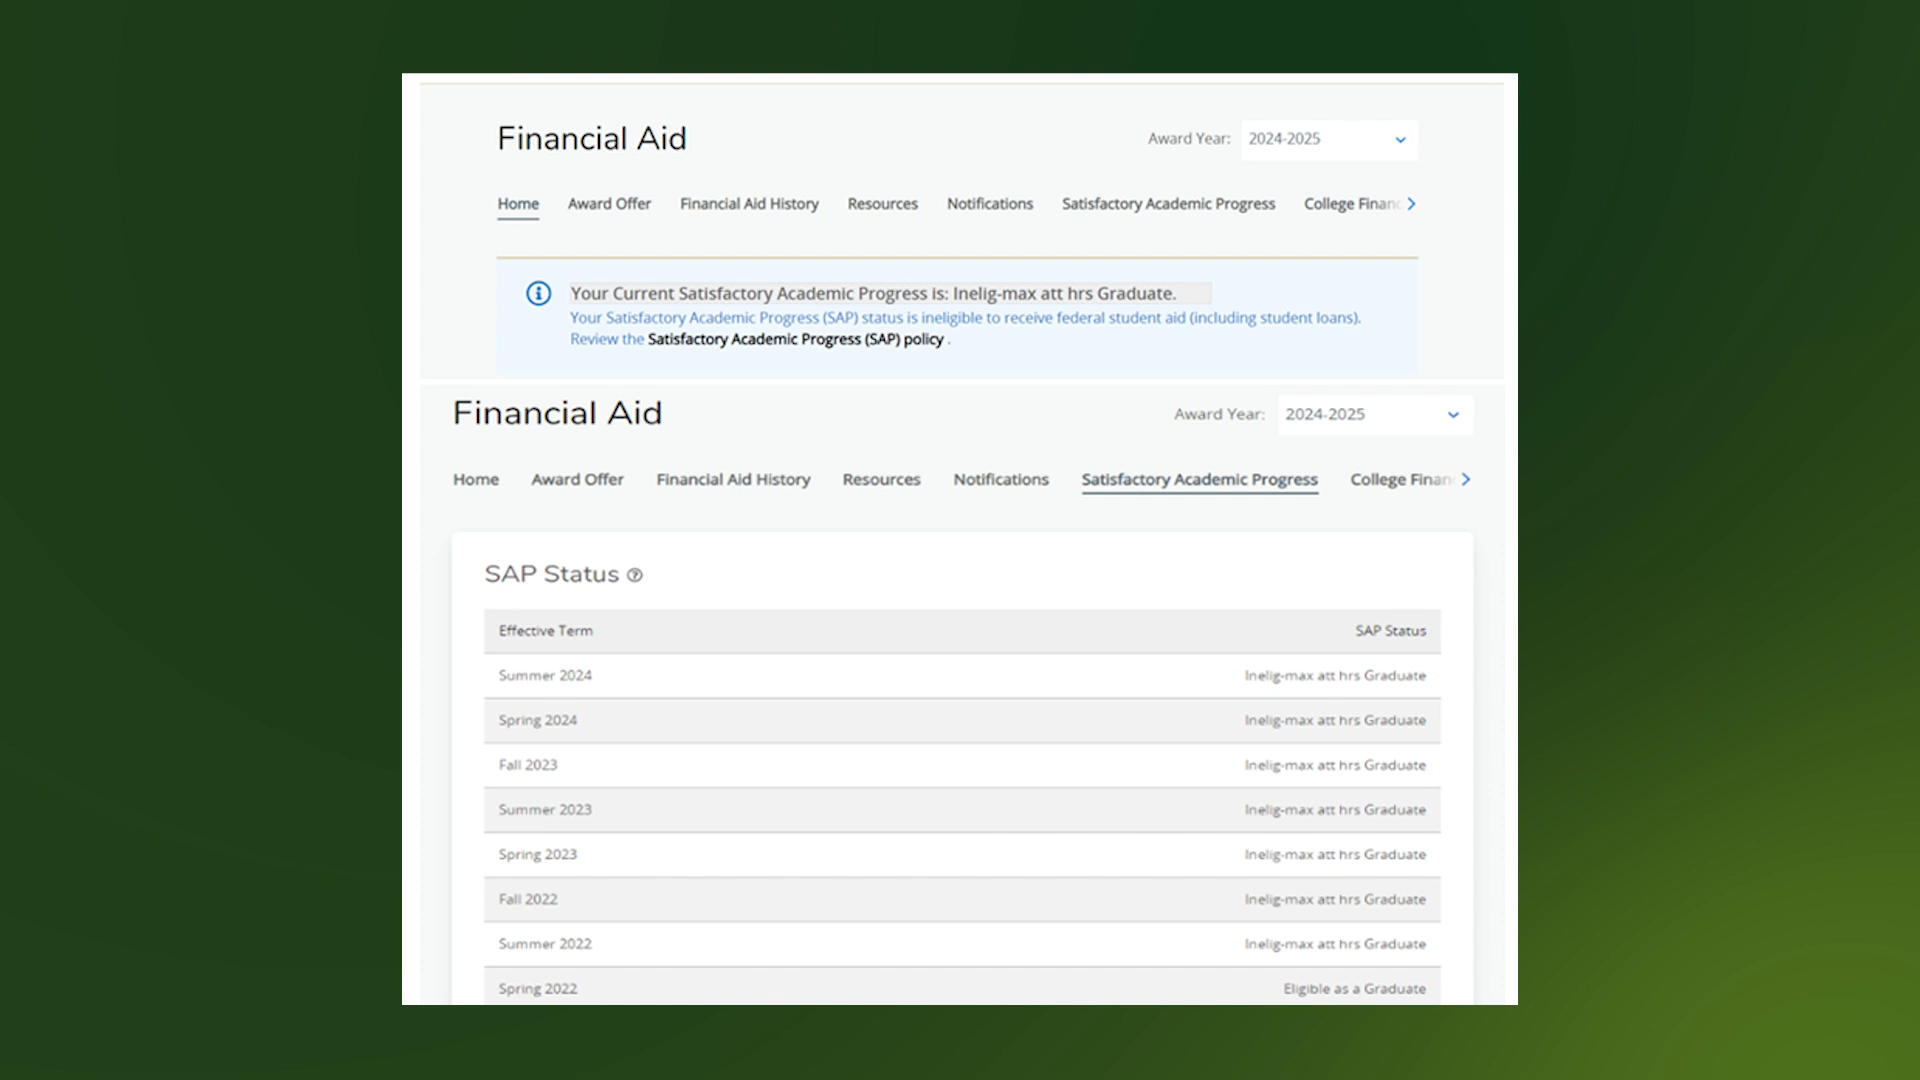 Financial Aid
Award Year: 2024-2025
Home Award Offer Financial Aid History Resources Notifications Satisfactory Academic Progress College Financ
Your Current Satisfactory Academic Progress is: Inelig-max att hrs Graduate.
Your Satisfactory Academic Progress (SAP) status is ineligible to receive federal student aid (including student loans).
Review the Satisfactory Academic Progress (SAP) policy .
Financial Aid
Award Year: 2024-2025
Home Award Offer Financial Aid History Resources Notifications Satisfactory Academic Progress College Finan
SAP Status
Effective Term SAP Status
Summer 2024 Inelig-max att hrs Graduate
Spring 2024 Inelig-max att hrs Graduate
Fall 2023 Inelig-max att hrs Graduate
Summer 2023 Inelig-max att hrs Graduate
Spring 2023 Inelig-max att hrs Graduate
Fall 2022 Inelig-max att hrs Graduate
Summer 2022 Inelig-max att hrs Graduate
Spring 2022 Eligible as a Graduate